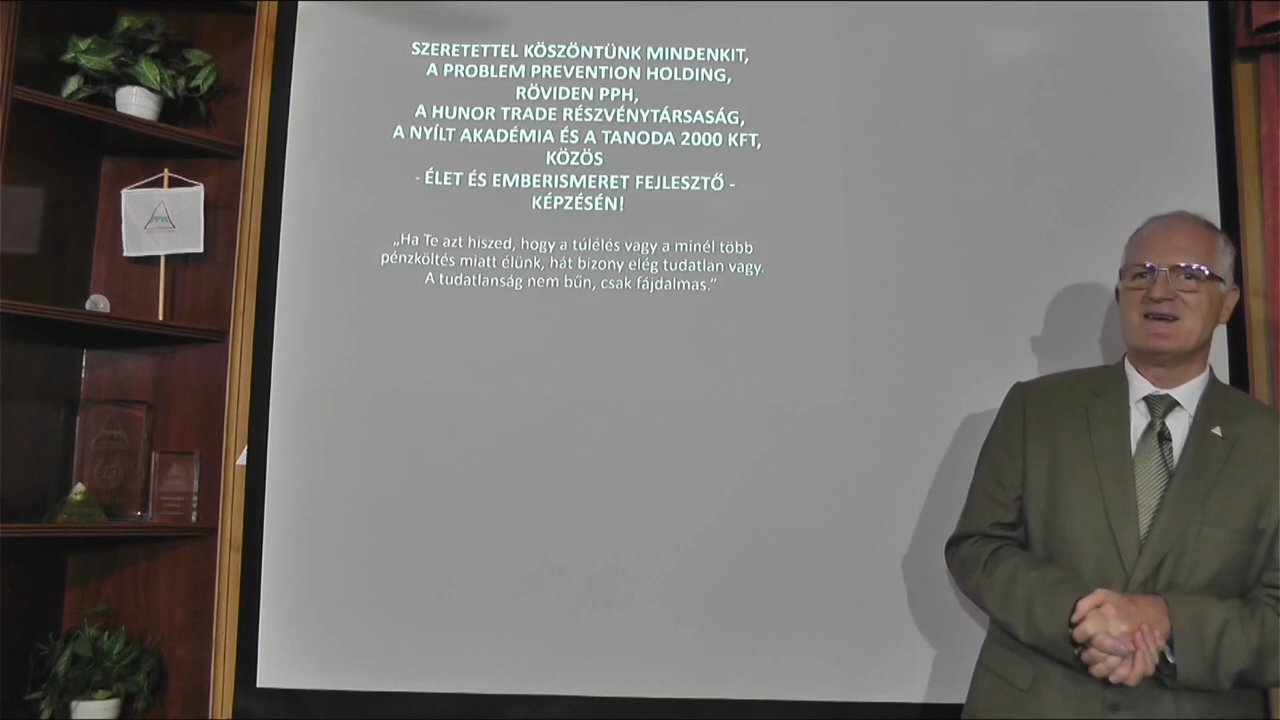 SZERETETTEL KÖSZÖNTÜNK MINDENKIT,
A PROBLEM PREVENTION HOLDING,
RÖVIDEN PPH,
A HUNOR TRADE RÉSZVÉNYTÁRSASÁG,
A NYÍLT AKADÉMIA ÉS A TANODA 2000 KFT,
KÖZÖS
- ÉLET ÉS EMBERISMERET FEJLESZTŐ -
KÉPZÉSÉN!
„Ha Te azt hiszed, hogy a túlélés vagy a minél több
pénzköltés miatt élünk, hát bizony elég tudatlan vagy.
A tudatlanság nem bűn, csak fájdalmas.”